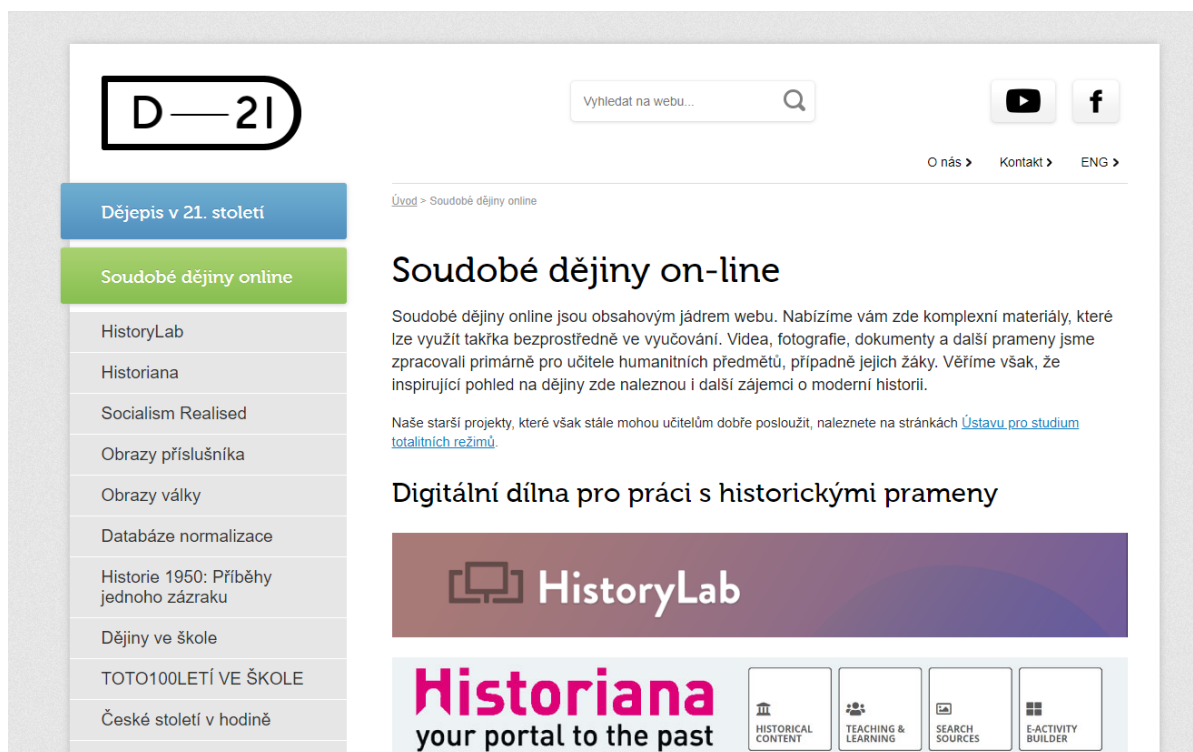 D—21
Vyhledat na webu...
f
O nás >
Kontakt >
ENG >
Dějepis v 21. století
Soudobé dějiny online
HistoryLab
Historiana
Socialism Realised
Obrazy příslušníka
Obrazy války
Databáze normalizace
Historie 1950: Příběhy
jednoho zázraku
Dějiny ve škole
TOTO100LETÍ VE ŠKOLE
České století v hodině
Úvod > Soudobé dějiny online
Soudobé dějiny on-line
Soudobé dějiny online jsou obsahovým jádrem webu. Nabízíme vám zde komplexní materiály, které
lze využít takřka bezprostředně ve vyučování. Videa, fotografie, dokumenty a další prameny jsme
zpracovali primárně pro učitele humanitních předmětů, případně jejich žáky. Věříme však, že
inspirující pohled na dějiny zde naleznou i další zájemci o moderní historii.
Naše starší projekty, které však stále mohou učitelům dobře posloužit, naleznete na stránkách Ústavu pro studium
totalitních režimů.
Digitální dílna pro práci s historickými prameny
HistoryLab
Historiana
your portal to the past
HISTORICAL
CONTENT
TEACHING &
LEARNING
SEARCH
SOURCES
E-ACTIVITY
BUILDER